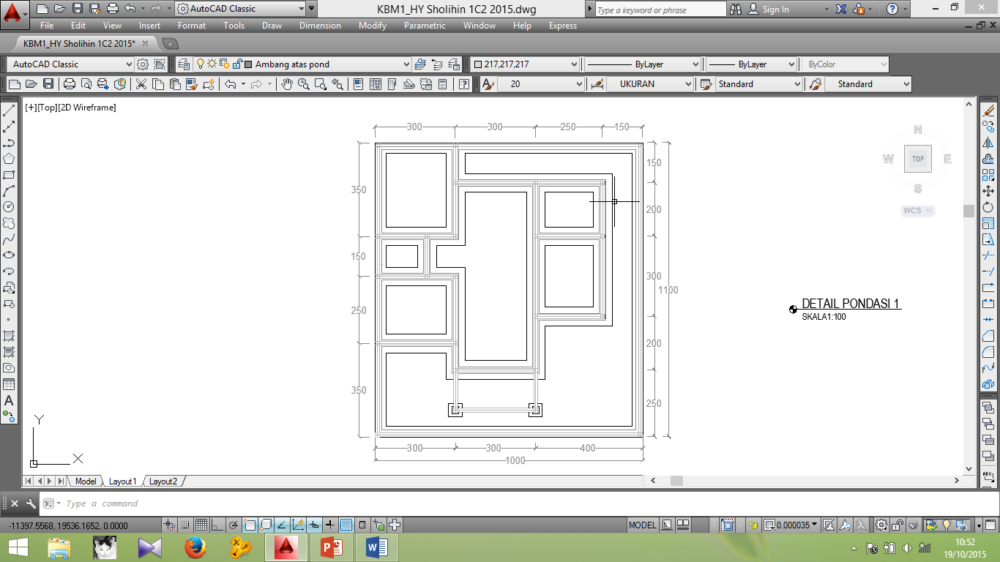 AutoCAD Classic
KBM1_HY Sholihin 1C2 2015.dwg
Type a keyword or phrase
Sign In
File Edit View Insert Format Tools Draw Dimension Modify Parametric Window Help Express
KBM1_HY Sholihin 1C2 2015*
AutoCAD Classic
Ambang atas pond
217,217,217
ByLayer
ByLayer
ByColor
20
UKURAN
Standard
Standard
[+][Top][2D Wireframe]
300 300 250 150
350
150
250
350
150
200
300
200
250
1100
300 300 400
1000
N
W TOP E
S
WCS
DETAIL PONDASI 1
SKALA1:100
Y
X
Model Layout1 Layout2
Type a command
-11397.5568, 19536.1652, 0.0000
MODEL
0.000035
10:52
19/10/2015